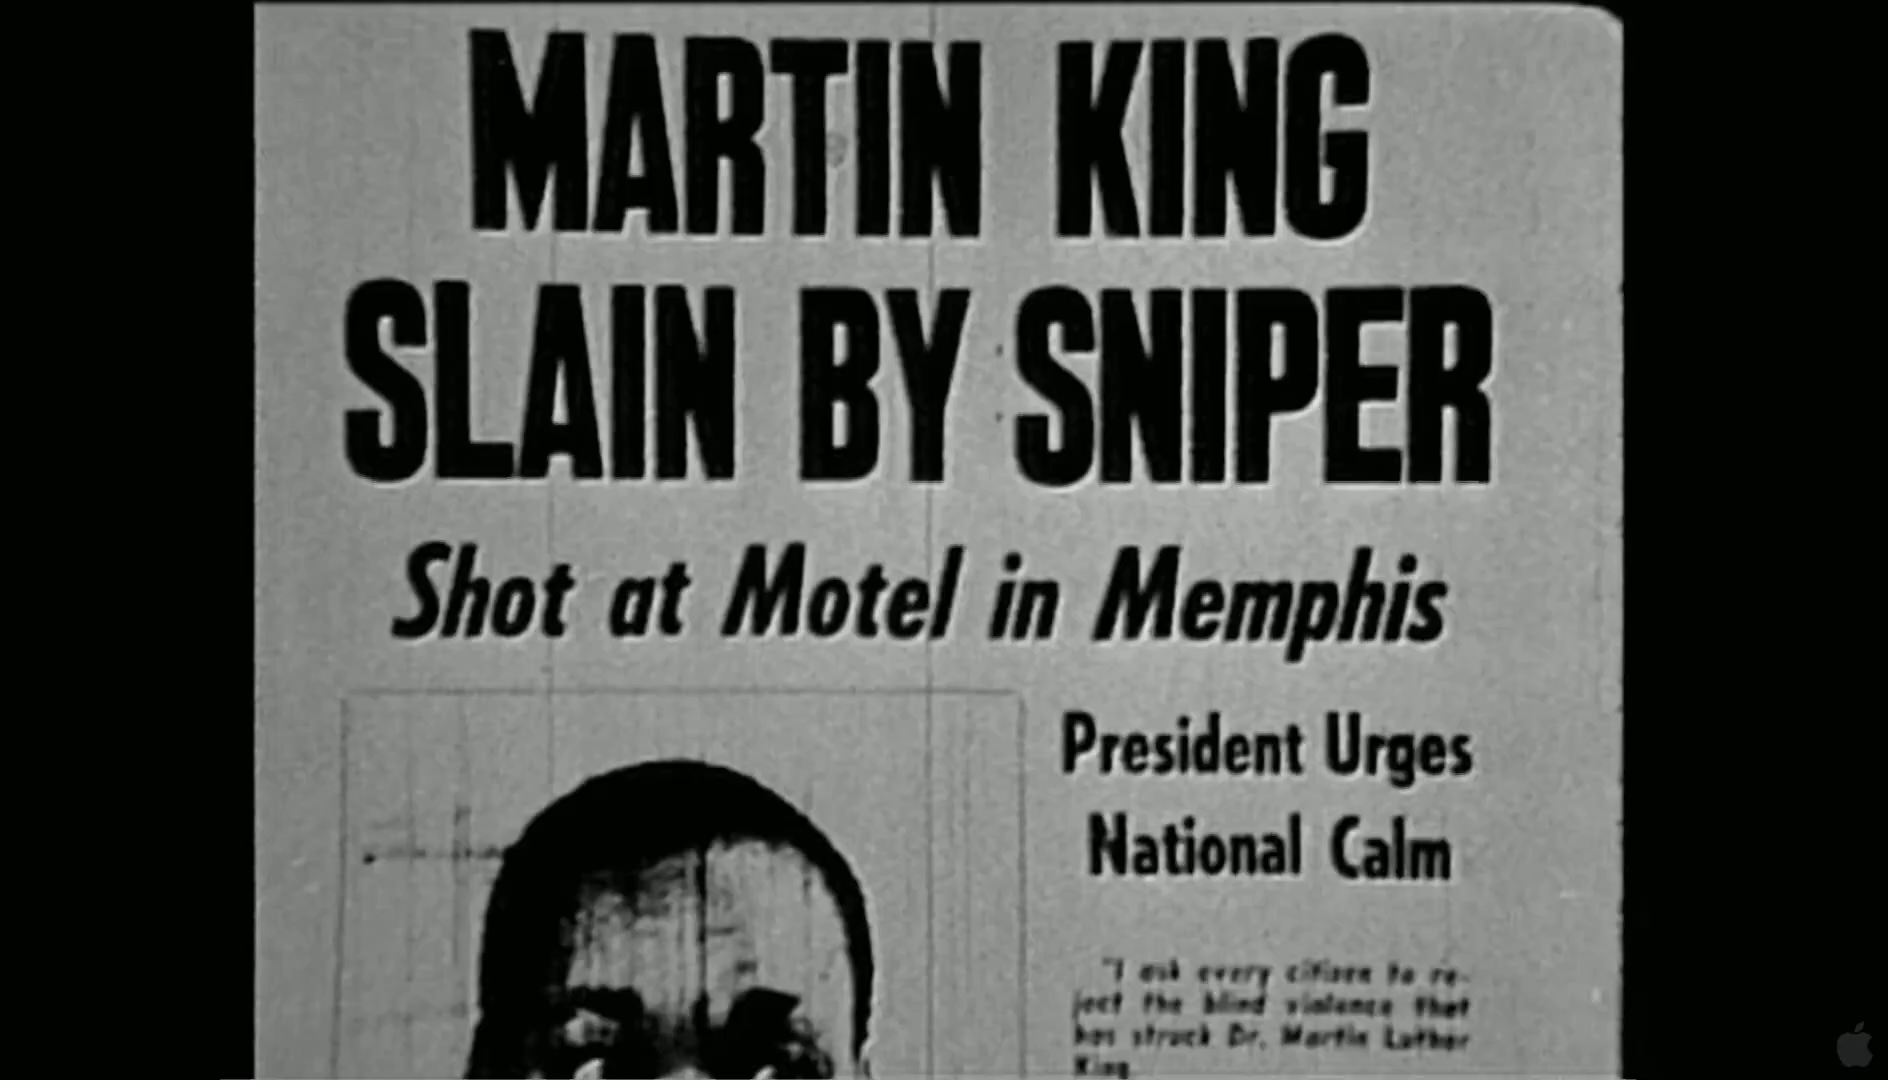 MARTIN KING
SLAIN BY SNIPER
Shot at Motel in Memphis
President Urges
National Calm
"I ask every citizen to re-
ject the blind violence that
has struck Dr. Martin Luther
King